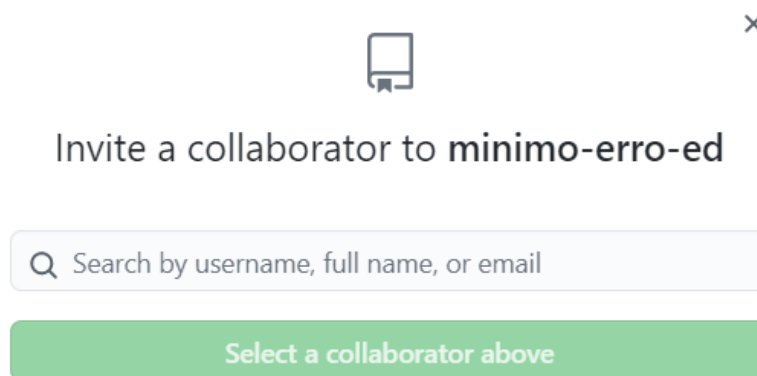 Invite a collaborator to minimo-erro-ed
Search by username, full name, or email
Select a collaborator above